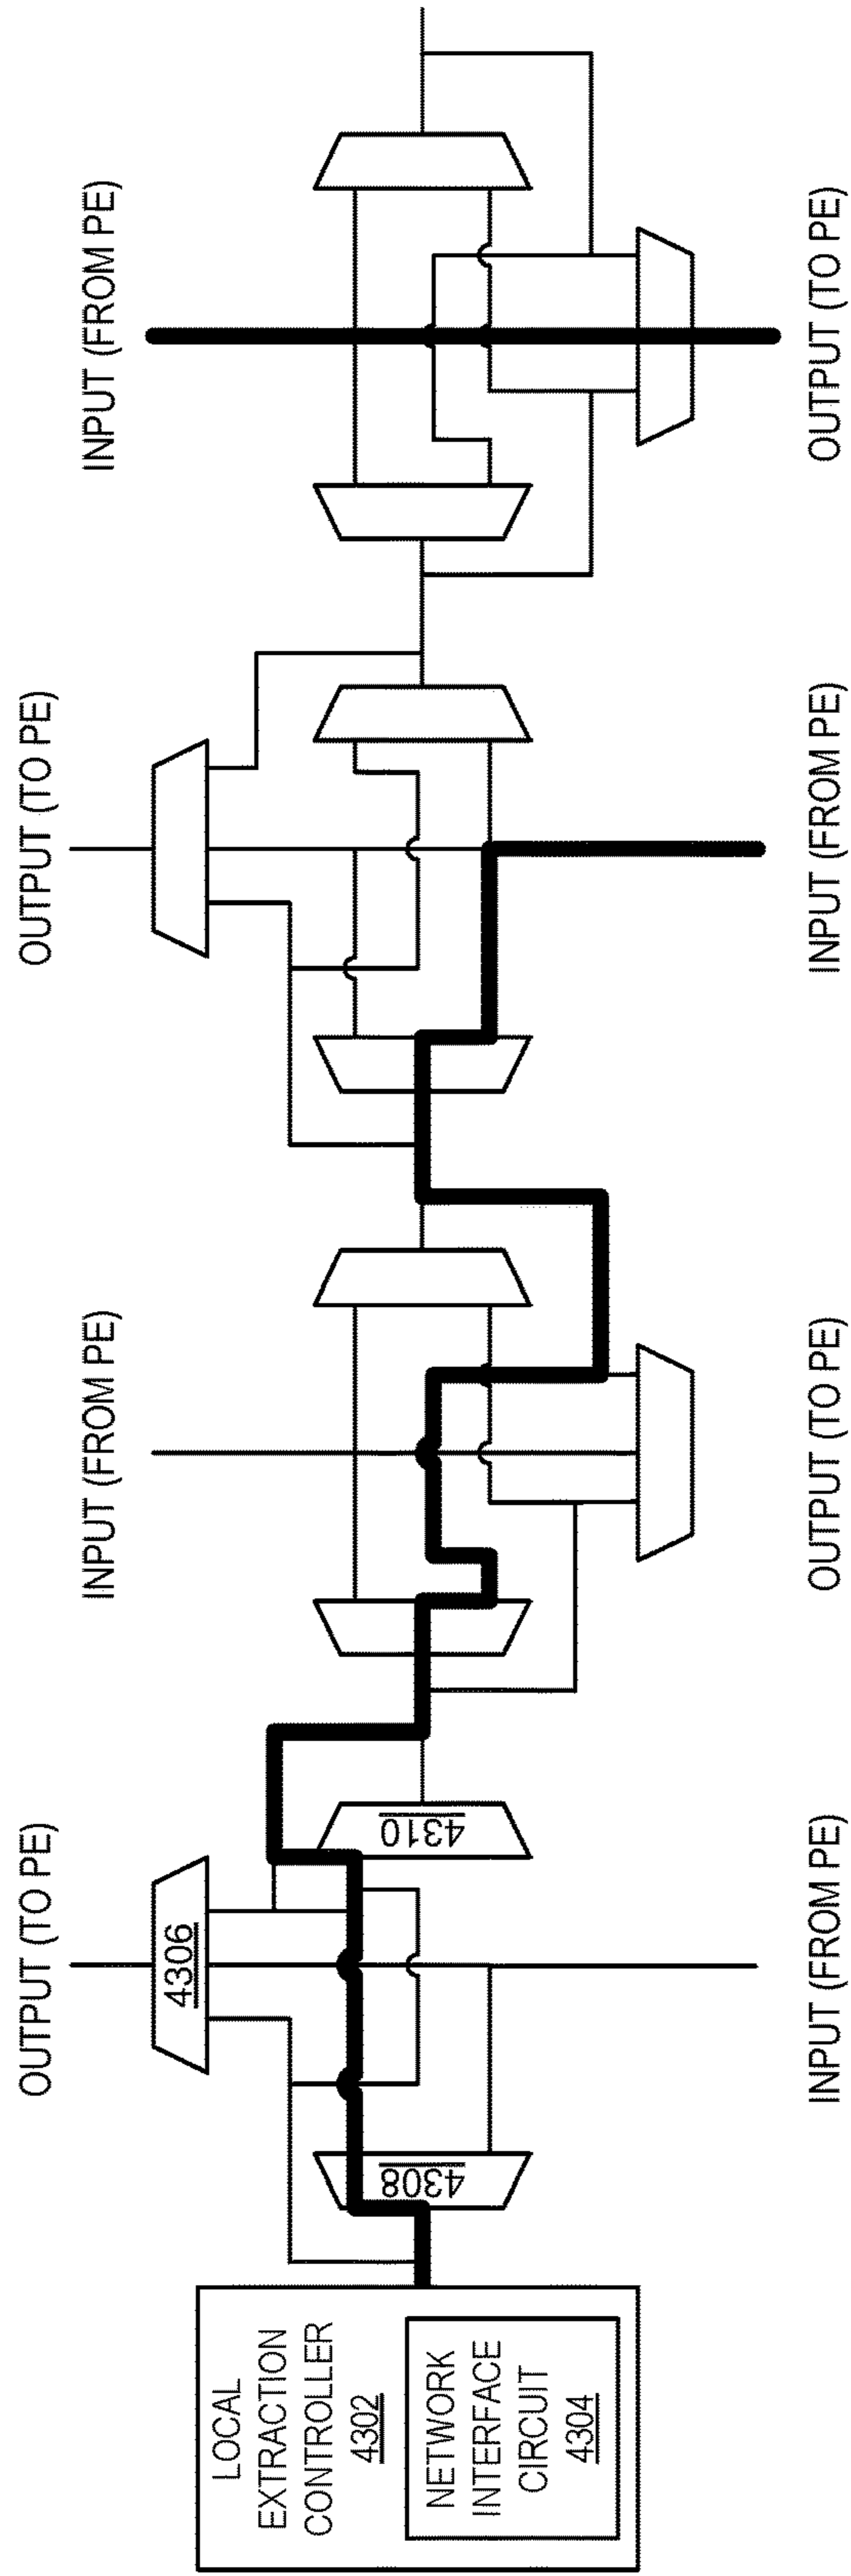 OUTPUT (TO PE)
INPUT (FROM PE)
OUTPUT (TO PE)
INPUT (FROM PE)
LOCAL
EXTRACTION
CONTROLLER
4302
NETWORK
INTERFACE
CIRCUIT
4304
4306
4308
4310
INPUT (FROM PE)
OUTPUT (TO PE)
INPUT (FROM PE)
OUTPUT (TO PE)